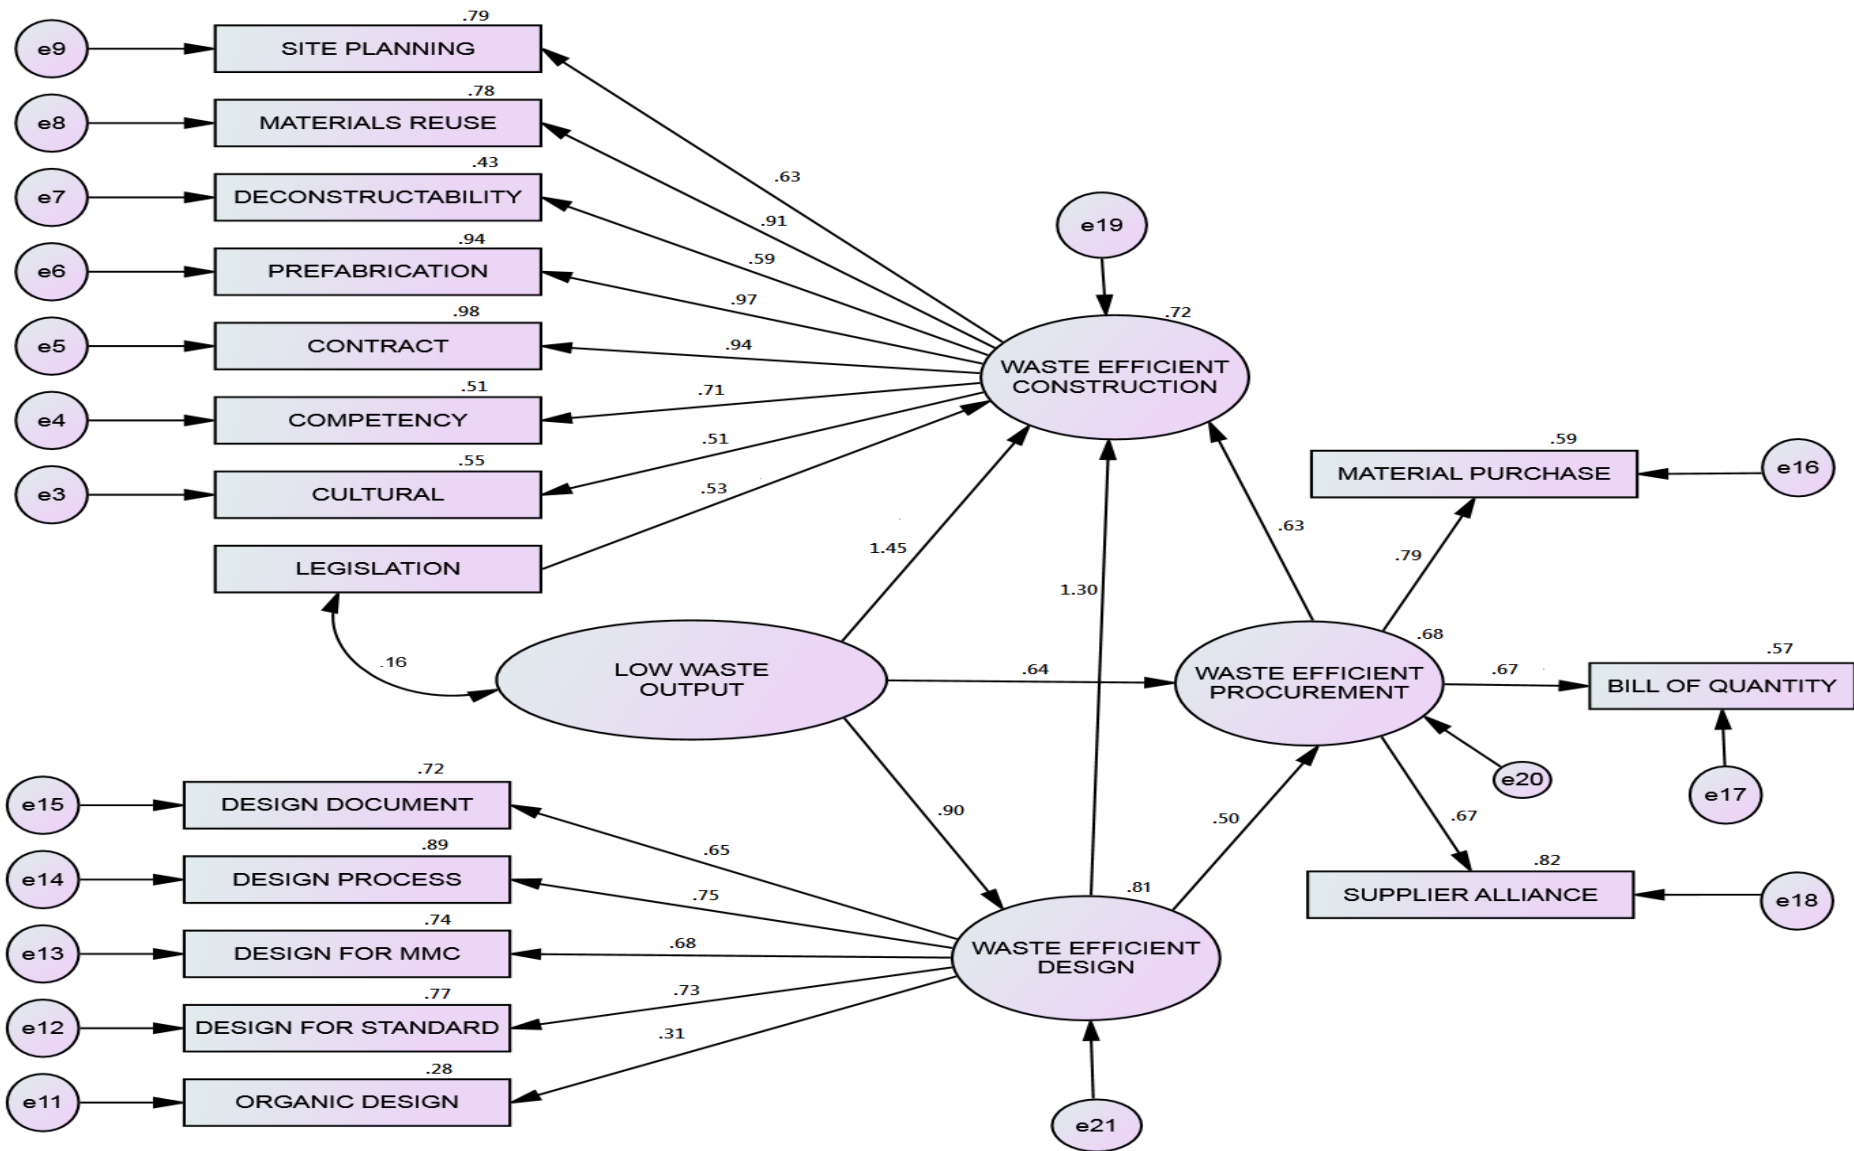 .79
e9
SITE PLANNING
.78
e8
MATERIALS REUSE
.43
e7
DECONSTRUCTABILITY
.94
e6
PREFABRICATION
.98
e5
CONTRACT
.51
e4
COMPETENCY
.55
e3
CULTURAL
LEGISLATION
.63
.91
.59
.97
.94
.71
.51
.53
e19
.72
WASTE EFFICIENT
CONSTRUCTION
.59
MATERIAL PURCHASE
e16
1.45
.63
.79
1.30
.16
LOW WASTE
OUTPUT
.64
.68
WASTE EFFICIENT
PROCUREMENT
.67
.57
BILL OF QUANTITY
e20
e17
.90
.50
.67
.82
SUPPLIER ALLIANCE
e18
.72
e15
DESIGN DOCUMENT
.89
e14
DESIGN PROCESS
.74
e13
DESIGN FOR MMC
.77
e12
DESIGN FOR STANDARD
.28
e11
ORGANIC DESIGN
.65
.75
.68
.73
.31
.81
WASTE EFFICIENT
DESIGN
e21